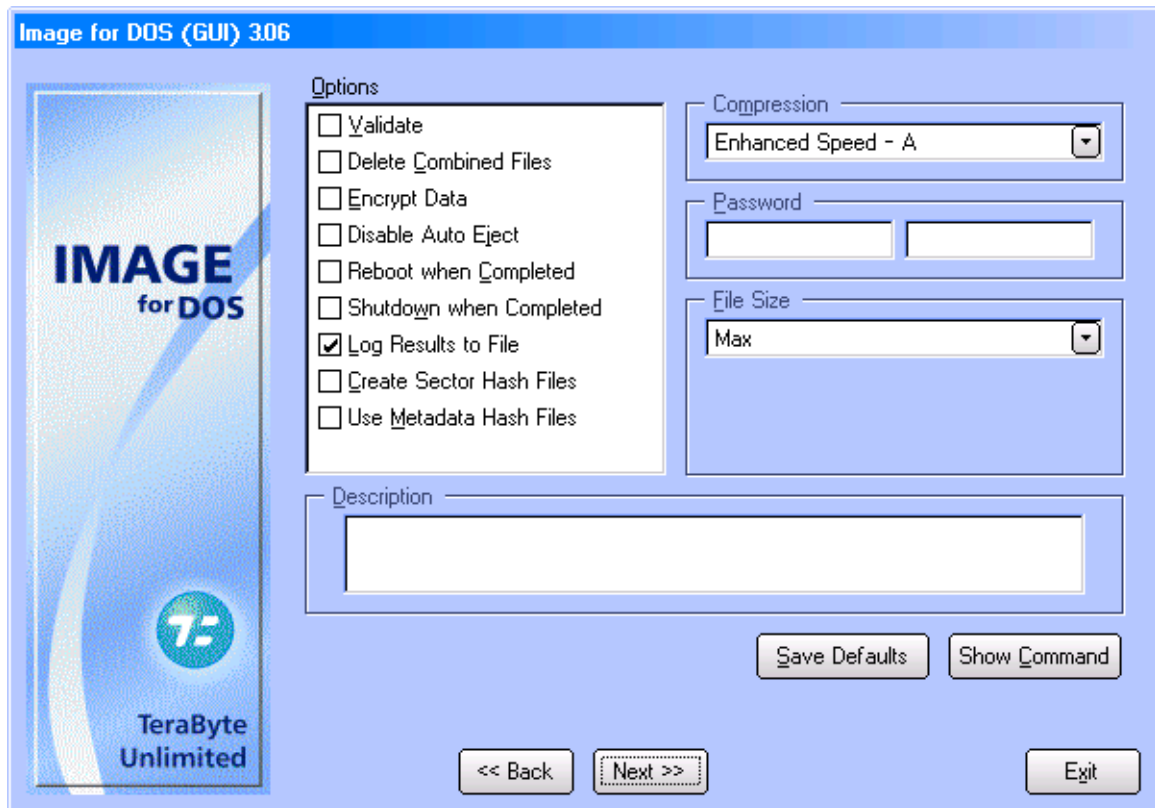 Image for DOS (GUI) 3.06
IMAGE
for DOS
TeraByte
Unlimited
Options
Validate
Delete Combined Files
Encrypt Data
Disable Auto Eject
Reboot when Completed
Shutdown when Completed
Log Results to File
Create Sector Hash Files
Use Metadata Hash Files
Compression
Enhanced Speed - A
Password
File Size
Max
Description
Save Defaults
Show Command
<< Back
Next >>
Exit